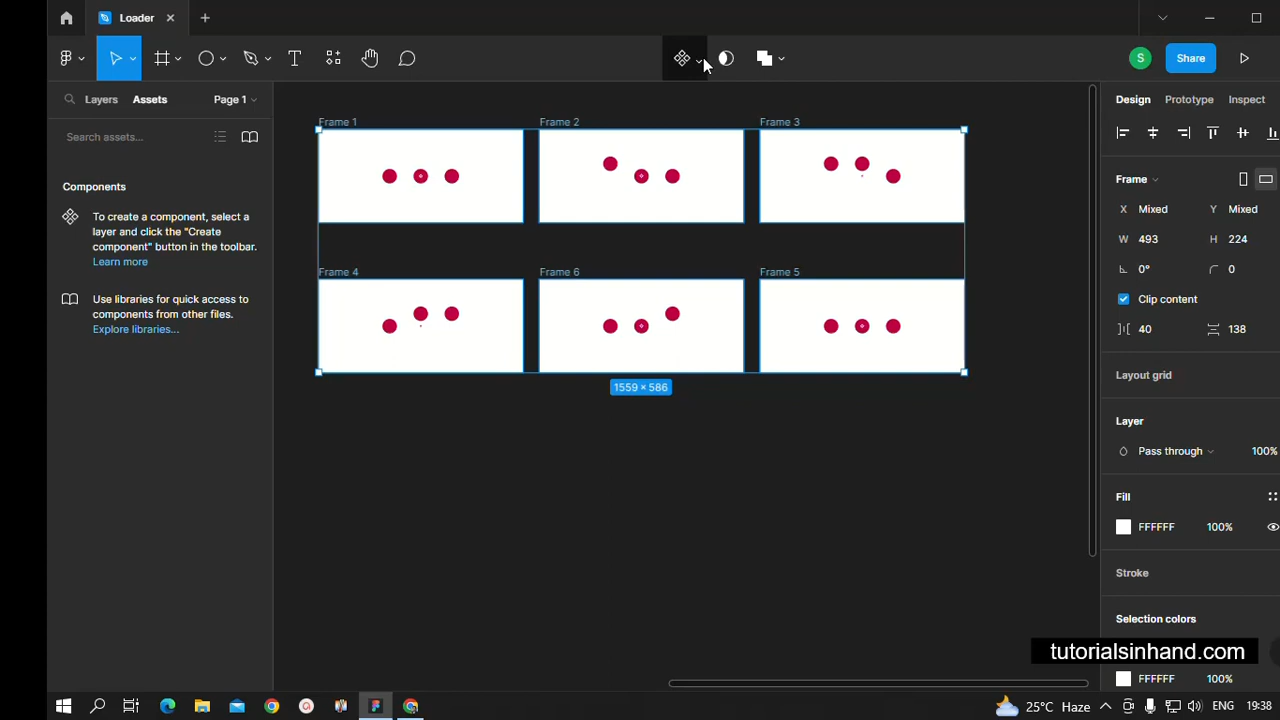 Loader
S
Share
Layers Assets Page 1
Design Prototype Inspect
Search assets...
Components
To create a component, select a
layer and click the "Create
component" button in the toolbar.
Learn more
Use libraries for quick access to
components from other files.
Explore libraries...
Frame 1
Frame 2
Frame 3
Frame 4
Frame 6
Frame 5
1559 × 586
Frame
X Mixed Y Mixed
W 493 H 224
0° 0
Clip content
40 138
Layout grid
Layer
Pass through 100%
Fill
FFFFFF 100%
Stroke
Selection colors
tutorialsinhand.com
FFFFFF 100%
25°C Haze ENG 19:38